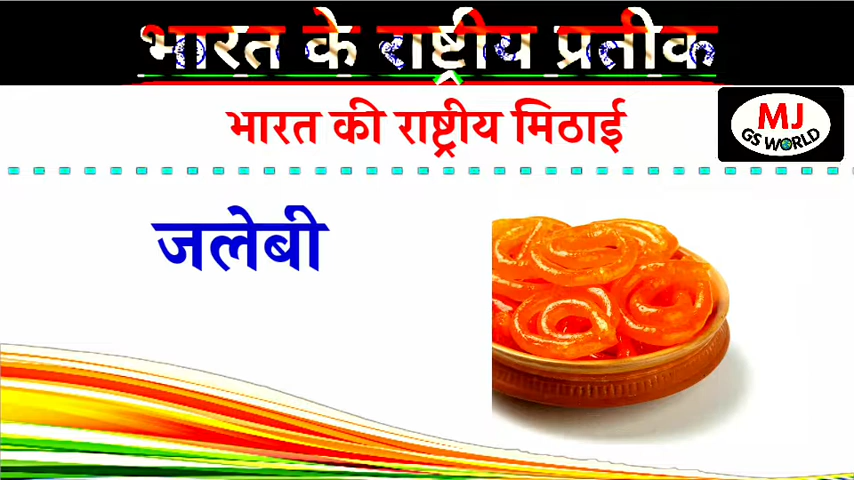 भारत के राष्ट्रीय प्रतीक
भारत की राष्ट्रीय मिठाई
MJ
GS WORLD
जलेबी